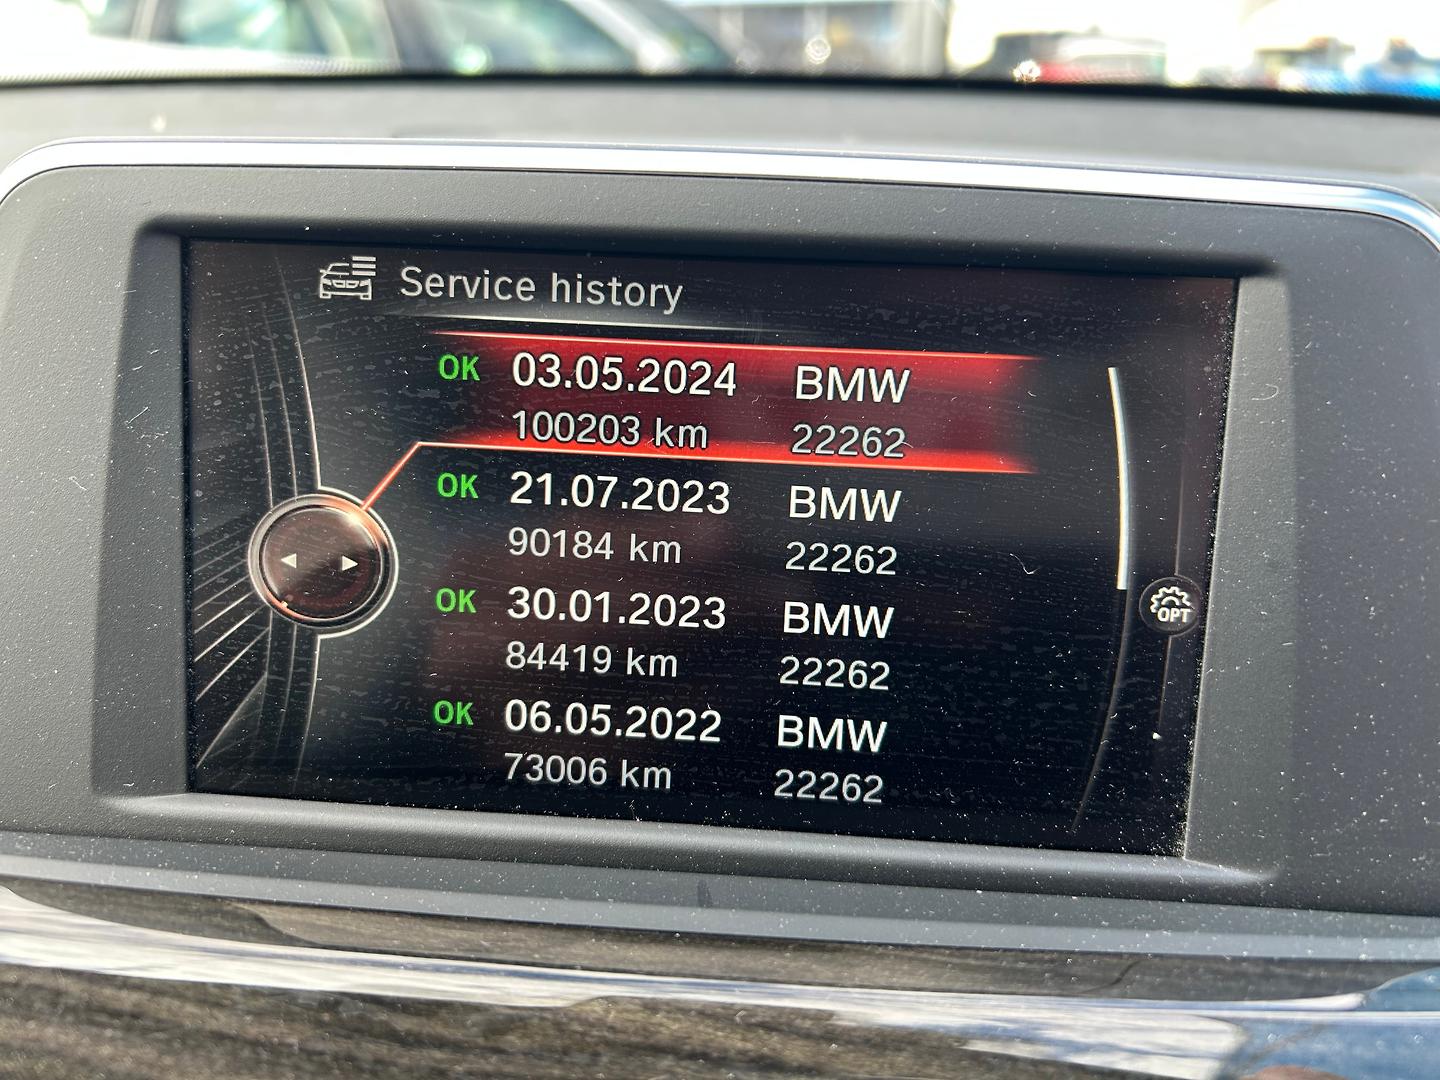 Service history
OK 03.05.2024 BMW
100203 km 22262
OK 21.07.2023 BMW
90184 km 22262
OK 30.01.2023 BMW
84419 km 22262
OK 06.05.2022 BMW
73006 km 22262
OPT